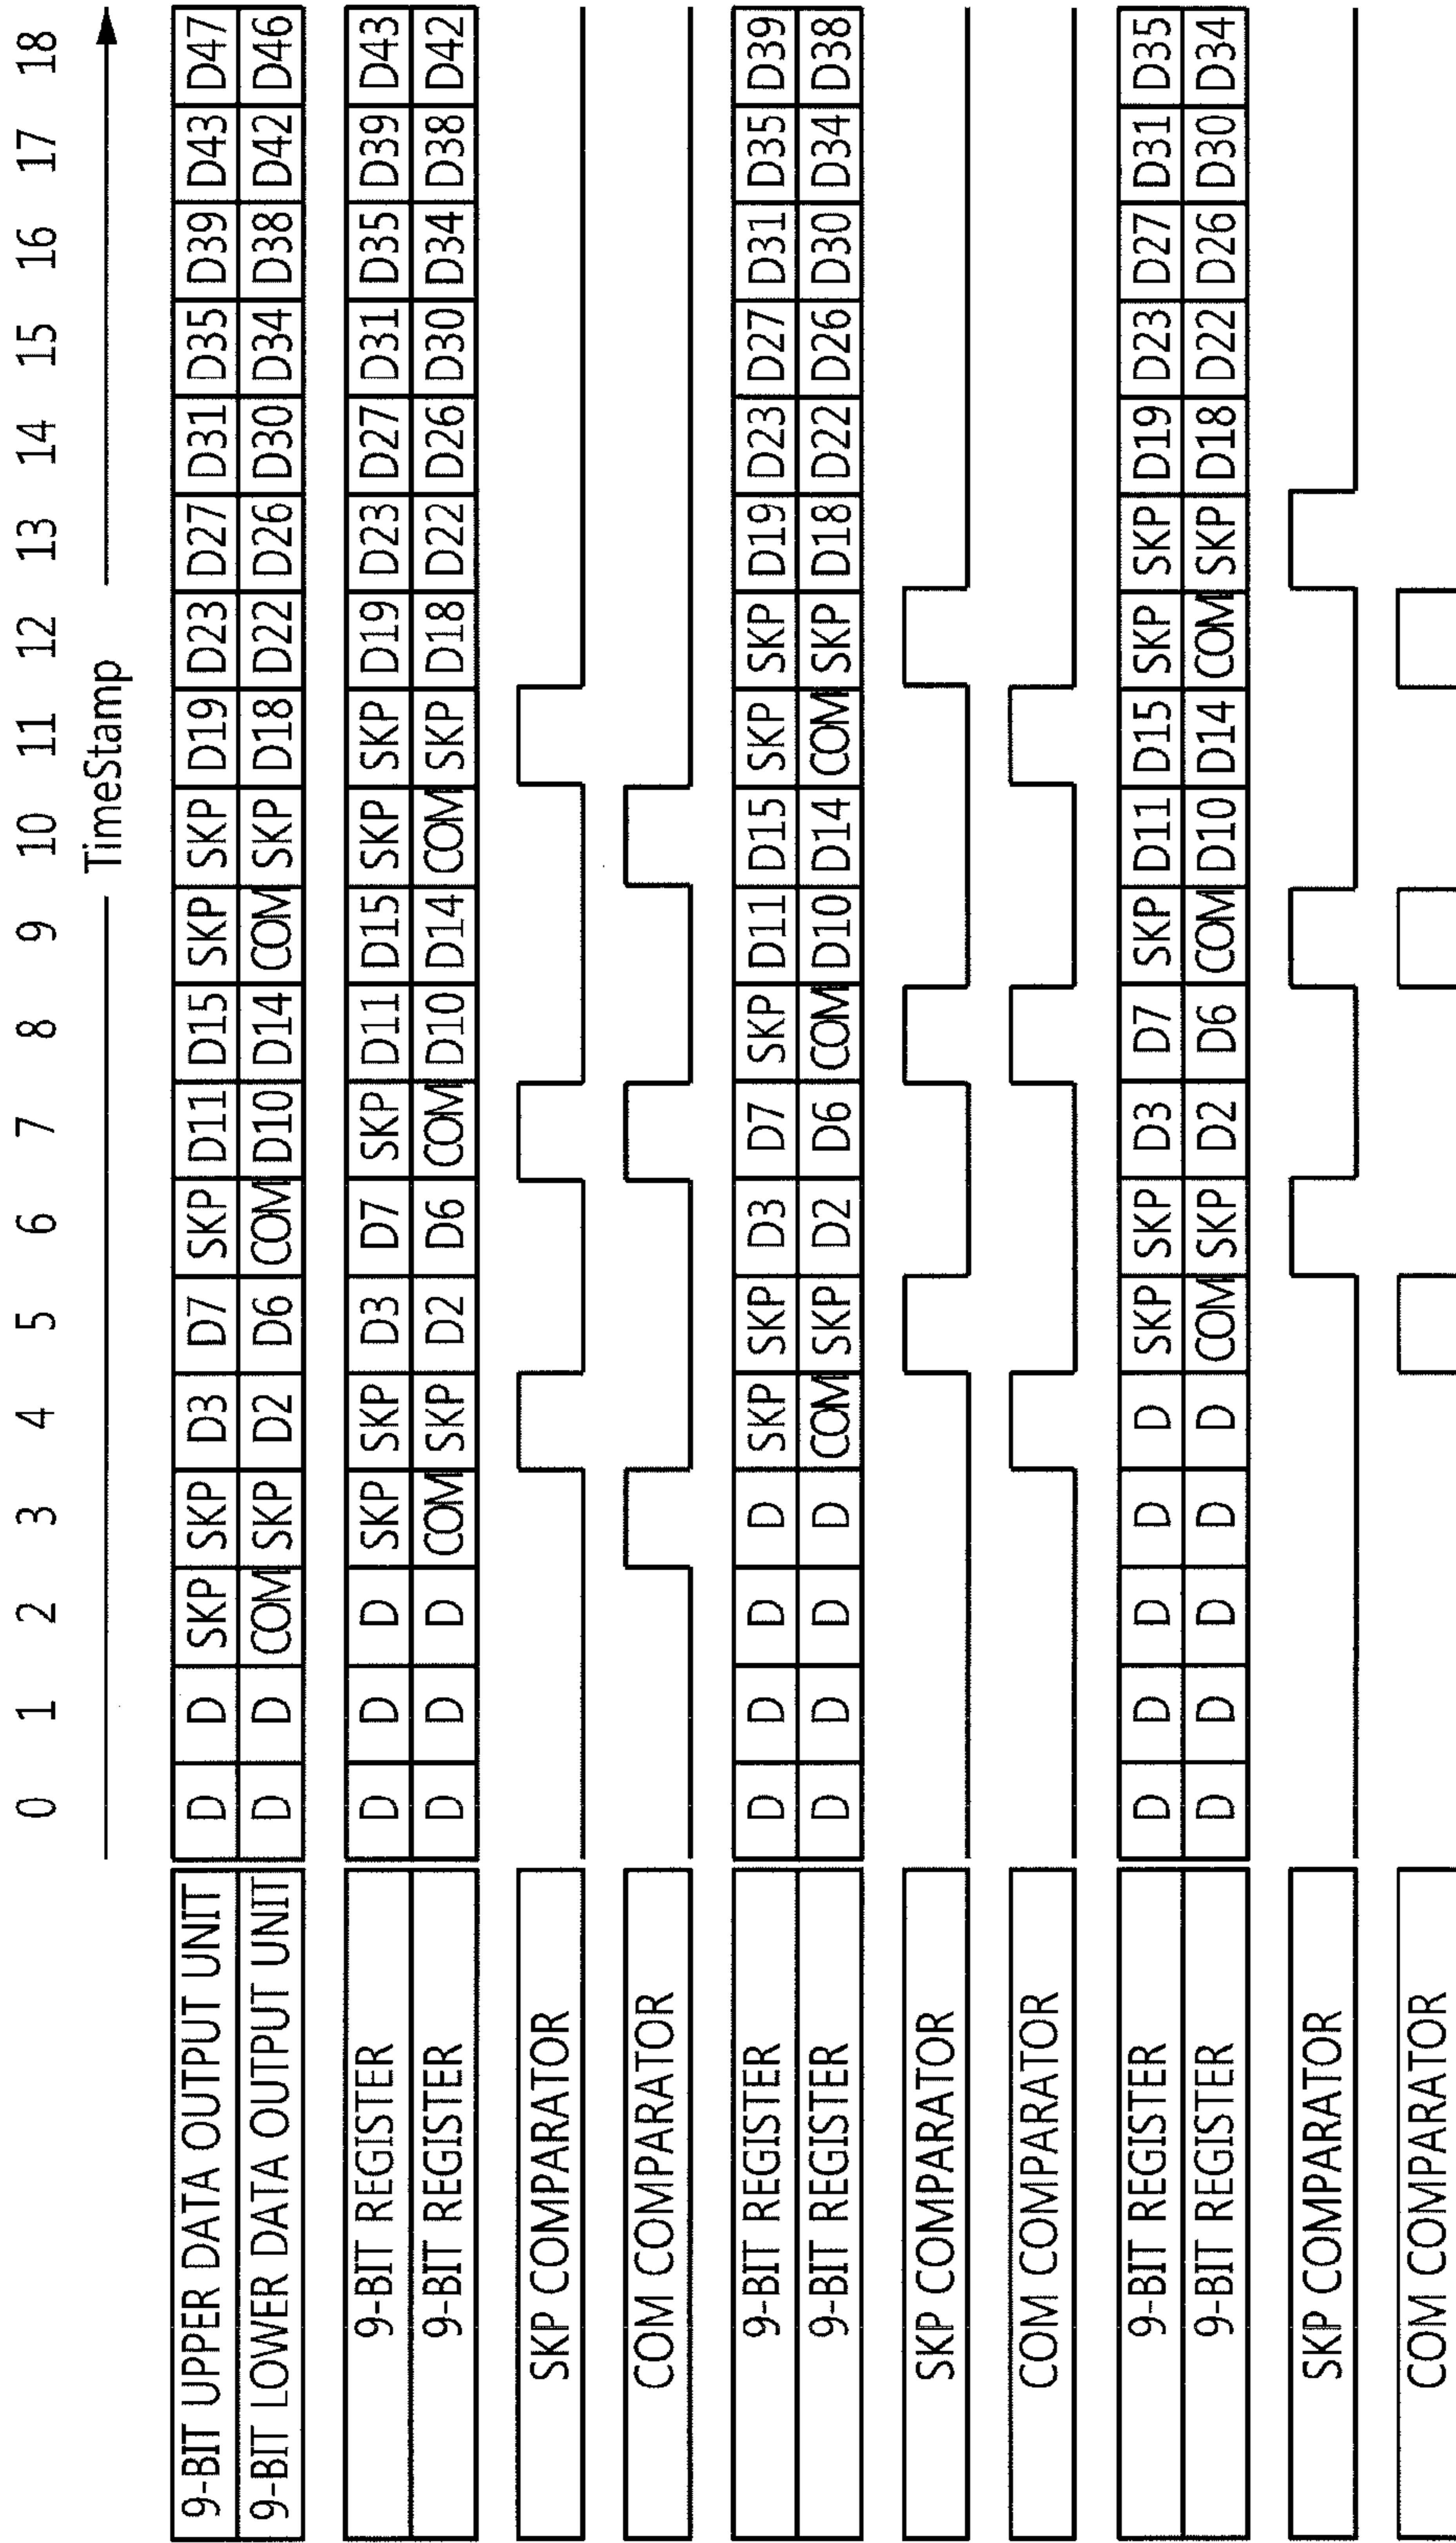 0 1 2 3 4 5 6 7 8 9 10 11 12 13 14 15 16 17 18
TimeStamp
9-BIT UPPER DATA OUTPUT UNIT D D SKP SKP D3 D7 SKP D11 D15 SKP SKP D19 D23 D27 D31 D35 D39 D43 D47
9-BIT LOWER DATA OUTPUT UNIT D D COM SKP D2 D6 COM D10 D14 COM SKP D18 D22 D26 D30 D34 D38 D42 D46
9-BIT REGISTER D D D SKP SKP D3 D7 SKP D11 D15 SKP SKP D19 D23 D27 D31 D35 D39 D43
9-BIT REGISTER D D D COM SKP D2 D6 COM D10 D14 COM SKP D18 D22 D26 D30 D34 D38 D42
SKP COMPARATOR
COM COMPARATOR
9-BIT REGISTER D D D D SKP SKP D3 D7 SKP D11 D15 SKP SKP D19 D23 D27 D31 D35 D39
9-BIT REGISTER D D D D COM SKP D2 D6 COM D10 D14 COM SKP D18 D22 D26 D30 D34 D38
SKP COMPARATOR
COM COMPARATOR
9-BIT REGISTER D D D D D SKP SKP D3 D7 SKP D11 D15 SKP SKP D19 D23 D27 D31 D35
9-BIT REGISTER D D D D D COM SKP D2 D6 COM D10 D14 COM SKP D18 D22 D26 D30 D34
SKP COMPARATOR
COM COMPARATOR